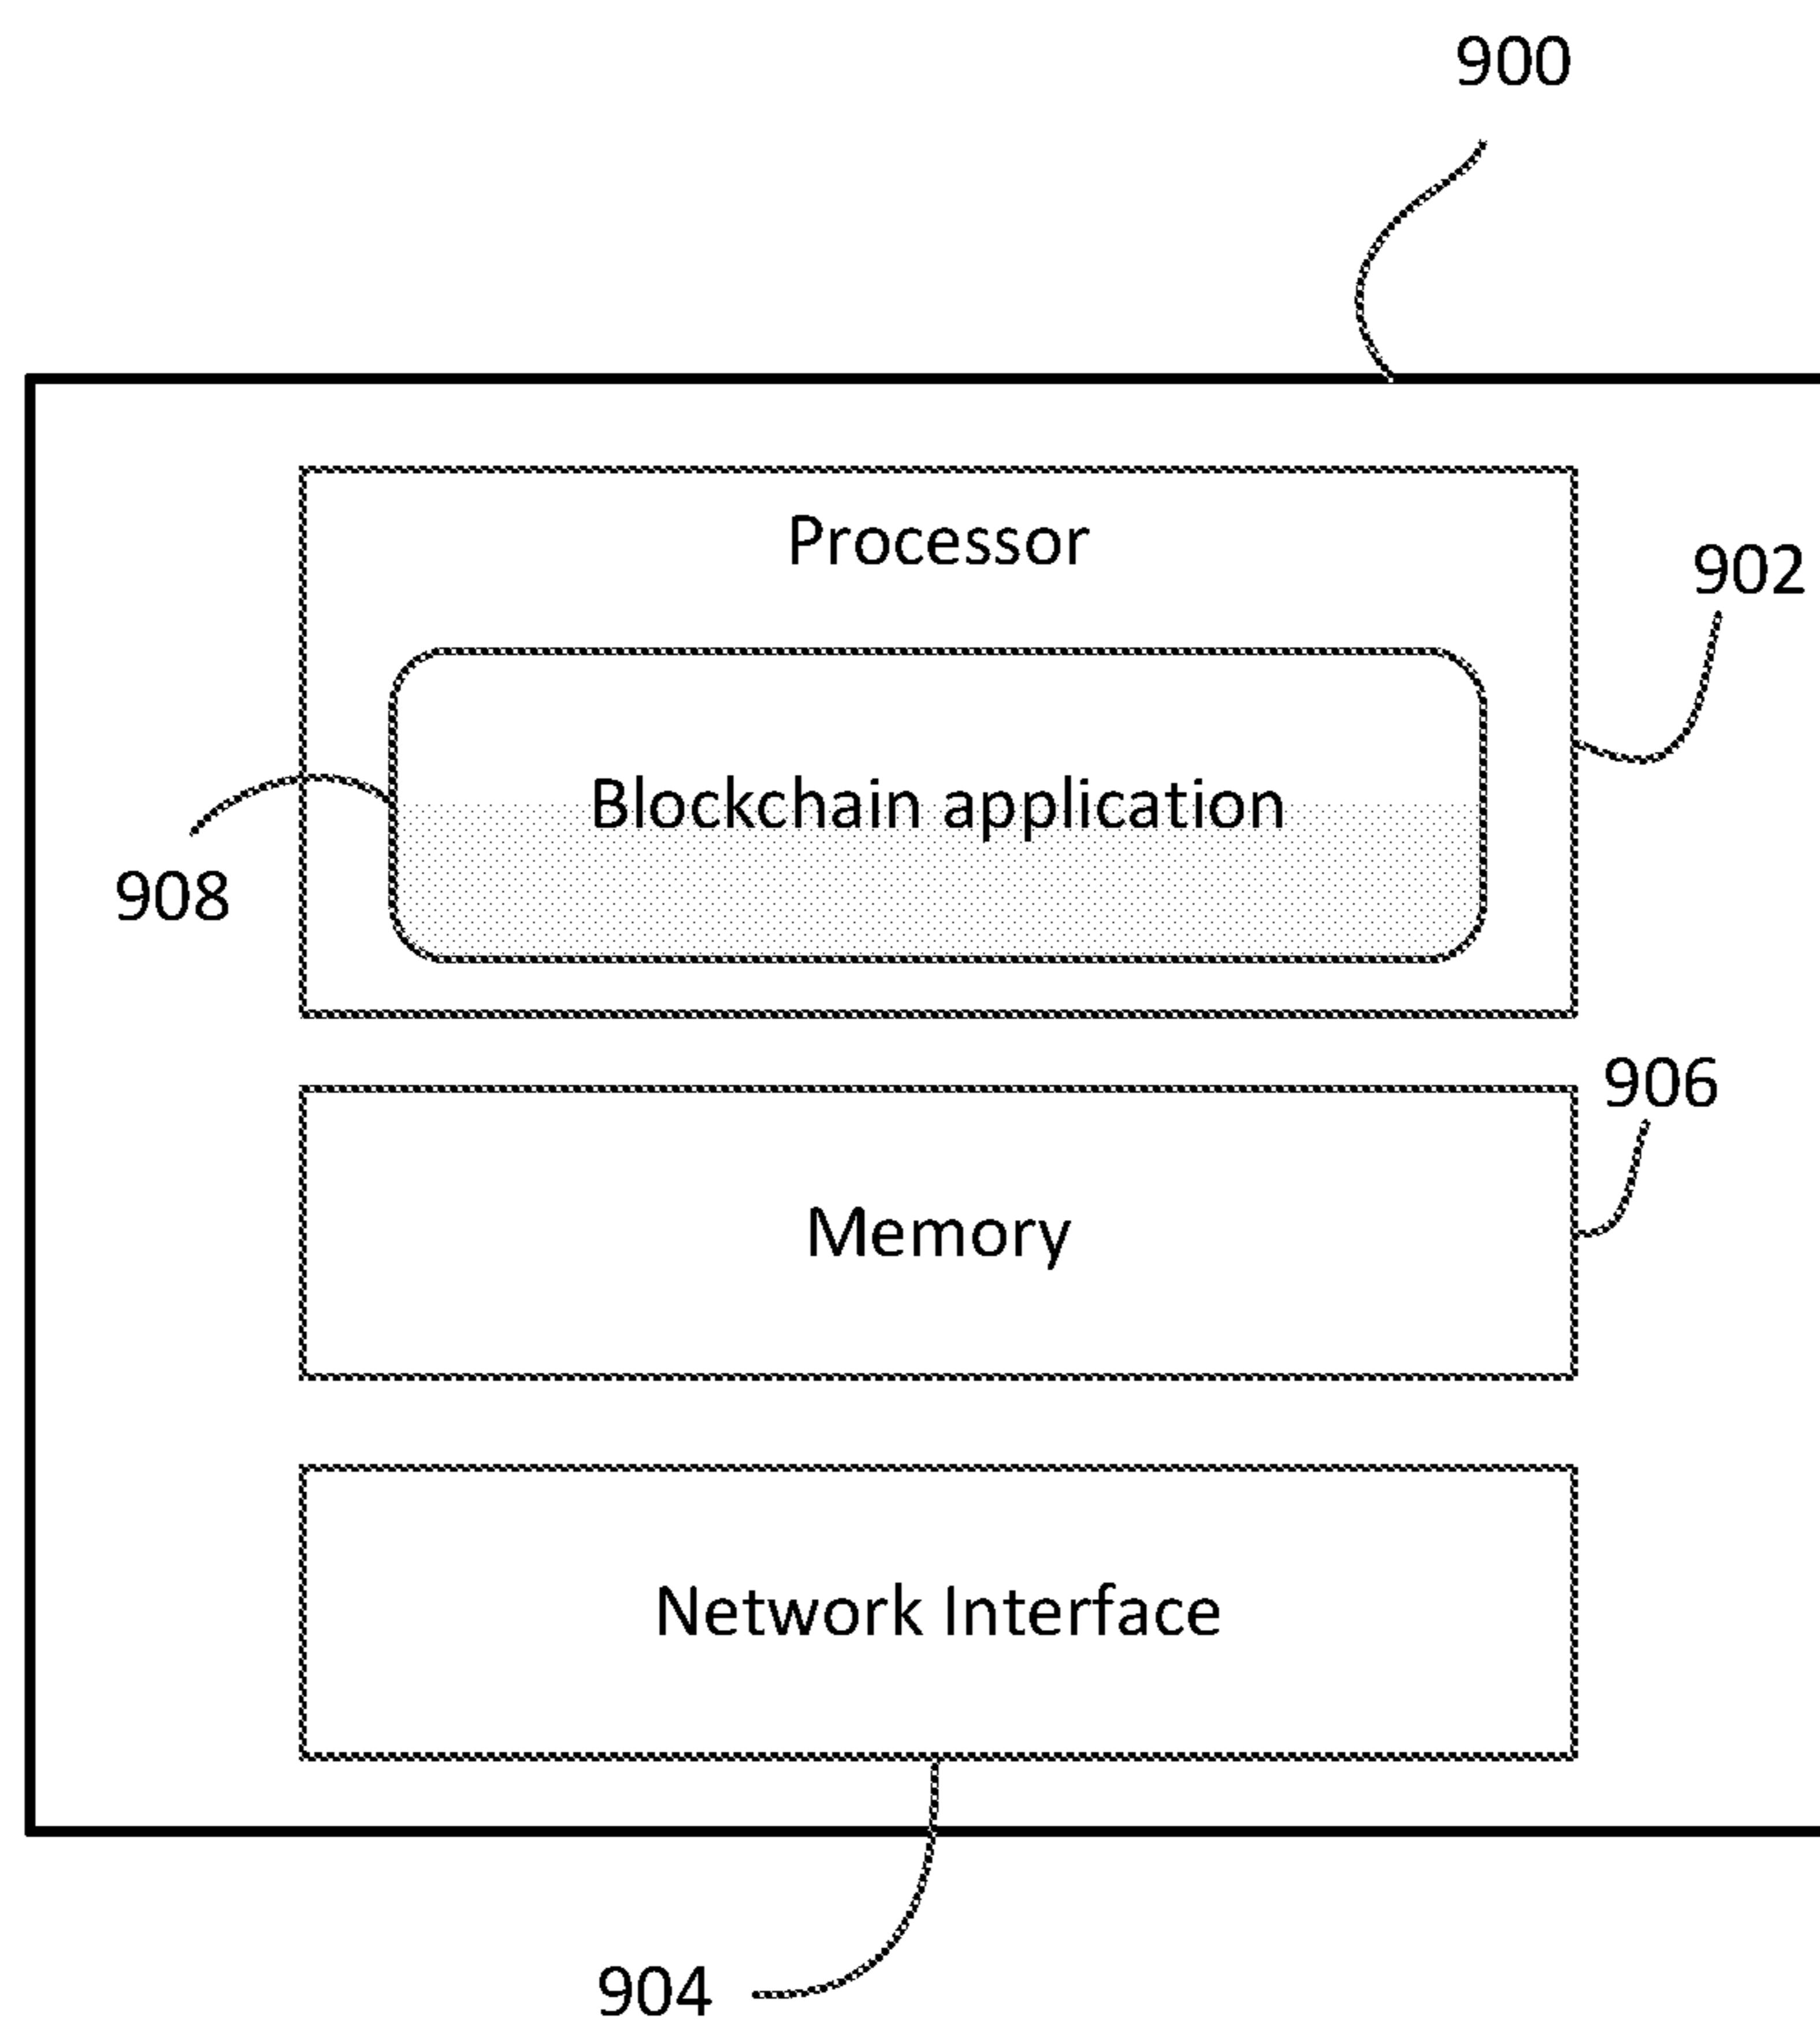 900
Processor
902
Blockchain application
908
906
Memory
Network Interface
904